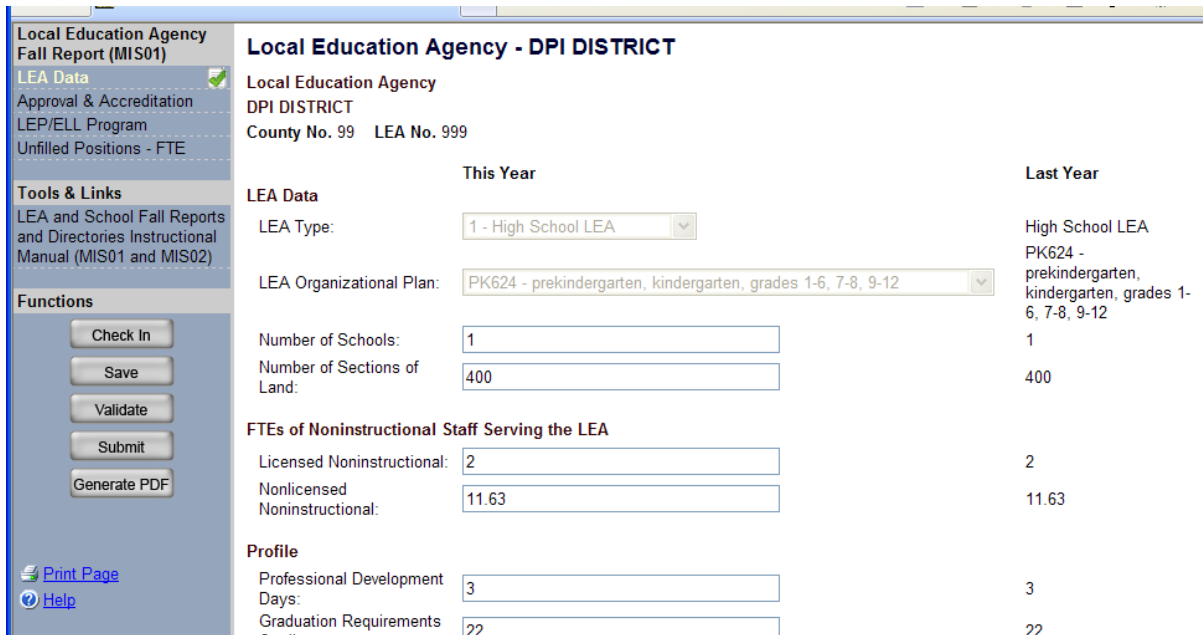 Local Education Agency
Fall Report (MIS01)
LEA Data
Approval & Accreditation
LEP/ELL Program
Unfilled Positions - FTE
Tools & Links
LEA and School Fall Reports
and Directories Instructional
Manual (MIS01 and MIS02)
Functions
Check In
Save
Validate
Submit
Generate PDF
Print Page
Help
Local Education Agency - DPI DISTRICT
Local Education Agency
DPI DISTRICT
County No. 99 LEA No. 999
This Year Last Year
LEA Data
LEA Type: 1 - High School LEA High School LEA
LEA Organizational Plan: PK624 - prekindergarten, kindergarten, grades 1-6, 7-8, 9-12
PK624 -
prekindergarten,
kindergarten, grades 1-
6, 7-8, 9-12
Number of Schools: 1 1
Number of Sections of
Land: 400 400
FTEs of Noninstructional Staff Serving the LEA
Licensed Noninstructional: 2 2
Nonlicensed
Noninstructional: 11.63 11.63
Profile
Professional Development
Days: 3 3
Graduation Requirements
22 22